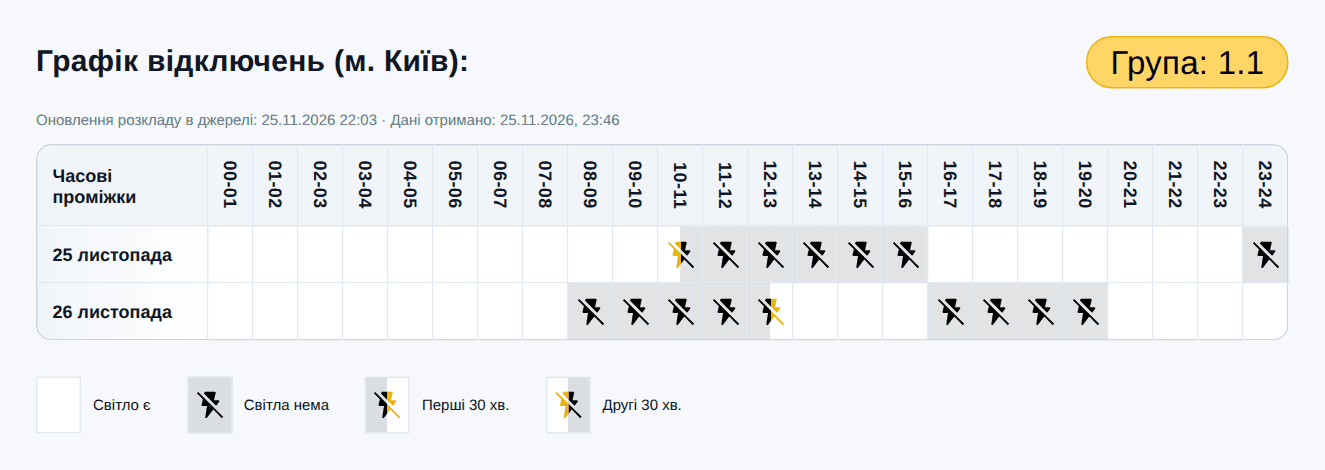 Графік відключень (м. Київ):
Група: 1.1
Оновлення розкладу в джерелі: 25.11.2026 22:03 · Дані отримано: 25.11.2026, 23:46
Часові
проміжки
00-01
01-02
02-03
03-04
04-05
05-06
06-07
07-08
08-09
09-10
10-11
11-12
12-13
13-14
14-15
15-16
16-17
17-18
18-19
19-20
20-21
21-22
22-23
23-24
25 листопада
26 листопада
Світло є
Світла нема
Перші 30 хв.
Другі 30 хв.